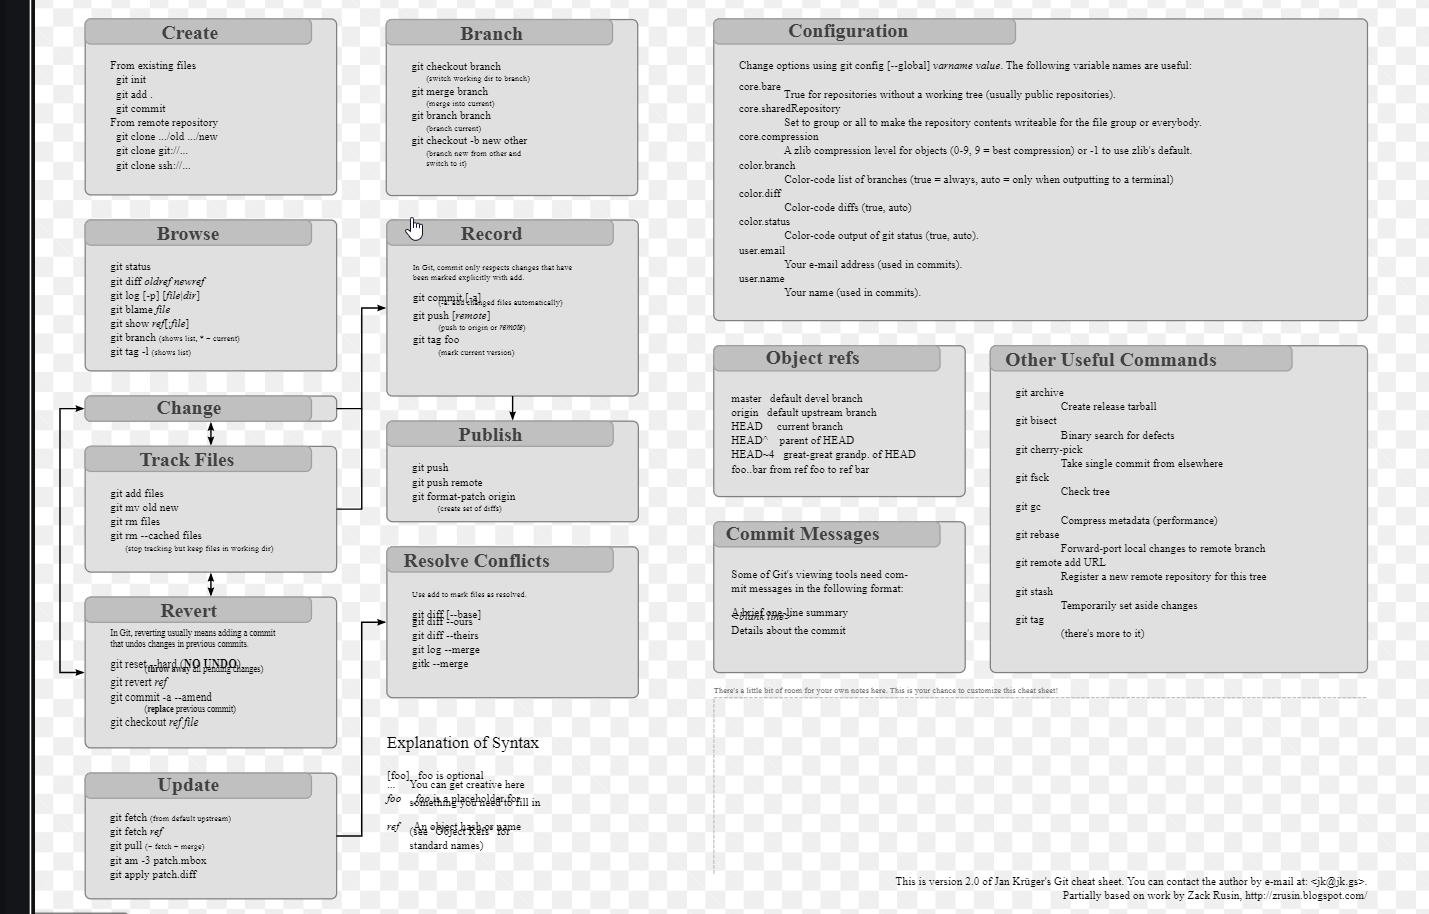 Create
From existing files
git init
git add .
git commit
From remote repository
git clone .../old .../new
git clone git://...
git clone ssh://...
Browse
git status
git diff oldref newref
git log [-p] [file|dir]
git blame file
git show ref[:file]
git branch (shows list, * = current)
git tag -l (shows list)
Change
Track Files
git add files
git mv old new
git rm files
git rm --cached files
(stop tracking but keep files in working dir)
Revert
In Git, reverting usually means adding a commit
that undos changes in previous commits.
git reset --hard (NO UNDO)
(throw away all pending changes)
git revert ref
git commit -a --amend
(replace previous commit)
git checkout ref file
Update
git fetch (from default upstream)
git fetch ref
git pull (= fetch + merge)
git am -3 patch.mbox
git apply patch.diff
Branch
git checkout branch
(switch working dir to branch)
git merge branch
(merge into current)
git branch branch
(branch current)
git checkout -b new other
(branch new from other and
switch to it)
Record
In Git, commit only respects changes that have
been marked explicitly with add.
git commit [-a]
(-a: add changed files automatically)
git push [remote]
(push to origin or remote)
git tag foo
(mark current version)
Publish
git push
git push remote
git format-patch origin
(create set of diffs)
Resolve Conflicts
Use add to mark files as resolved.
git diff [--base]
git diff --ours
git diff --theirs
git log --merge
gitk --merge
Explanation of Syntax
[foo] foo is optional
... You can get creative here
foo foo is a placeholder for
something you need to fill in
ref An object hash or name
(see "Object Refs" for
standard names)
Configuration
Change options using git config [--global] varname value. The following variable names are useful:
core.bare
True for repositories without a working tree (usually public repositories).
core.sharedRepository
Set to group or all to make the repository contents writeable for the file group or everybody.
core.compression
A zlib compression level for objects (0-9, 9 = best compression) or -1 to use zlib's default.
color.branch
Color-code list of branches (true = always, auto = only when outputting to a terminal)
color.diff
Color-code diffs (true, auto)
color.status
Color-code output of git status (true, auto).
user.email
Your e-mail address (used in commits).
user.name
Your name (used in commits).
Object refs
master default devel branch
origin default upstream branch
HEAD current branch
HEAD^ parent of HEAD
HEAD~4 great-great grandp. of HEAD
foo..bar from ref foo to ref bar
Commit Messages
Some of Git's viewing tools need com-
mit messages in the following format:
A brief one-line summary
<blank line>
Details about the commit
Other Useful Commands
git archive
Create release tarball
git bisect
Binary search for defects
git cherry-pick
Take single commit from elsewhere
git fsck
Check tree
git gc
Compress metadata (performance)
git rebase
Forward-port local changes to remote branch
git remote add URL
Register a new remote repository for this tree
git stash
Temporarily set aside changes
git tag
(there's more to it)
There's a little bit of room for your own notes here. This is your chance to customize this cheat sheet!
This is version 2.0 of Jan Krüger's Git cheat sheet. You can contact the author by e-mail at: <jk@jk.gs>.
Partially based on work by Zack Rusin, http://zrusin.blogspot.com/